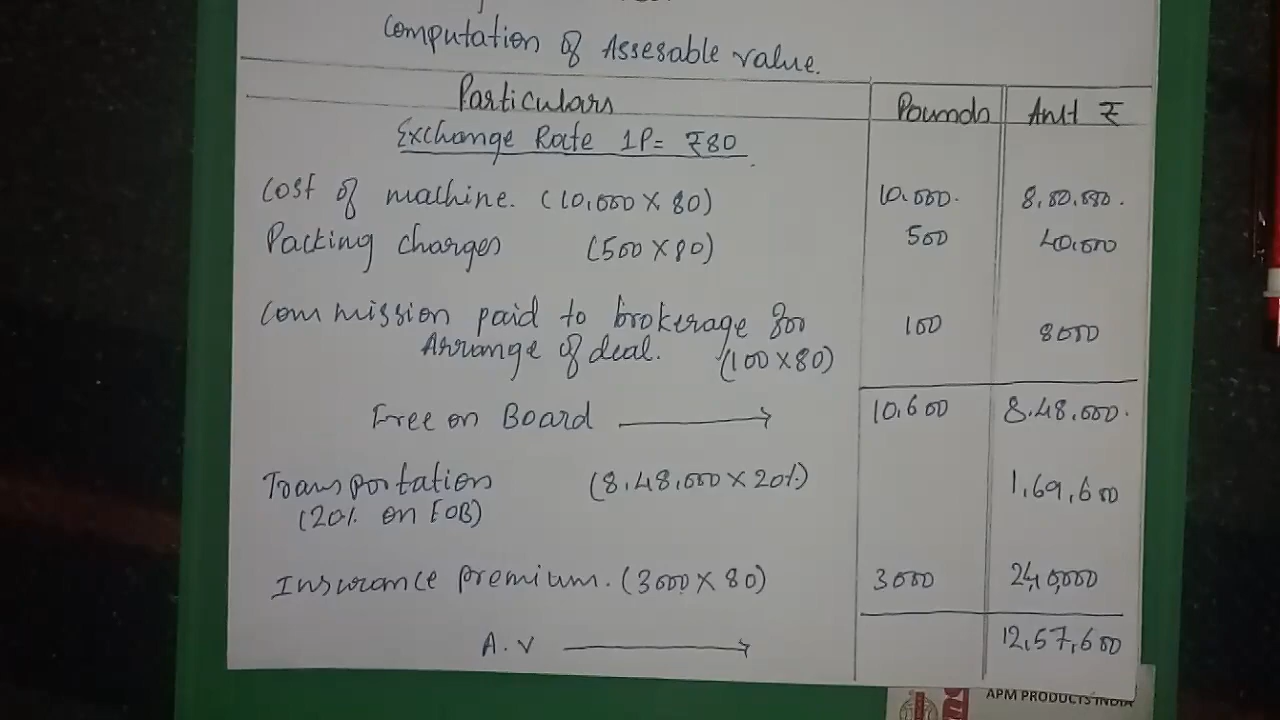 Computation of Assesable value.
Particulars Pounds Amt ₹
Exchange Rate 1P= ₹80
Cost of machine. (10,000 X 80) 10,000. 8,00,000.
Packing charges (500 X 80) 500 40,000
Commission paid to brokerage for 100 8000
Arrange of deal. (100 X 80)
Free on Board → 10,600 8,48,000.
Transportation (8,48,000 X 20%) 1,69,600
(20% on FOB)
Insurance premium. (3000 X 80) 3000 24,0,000
A.V → 12,57,600
APM PRODUCTS INDIA